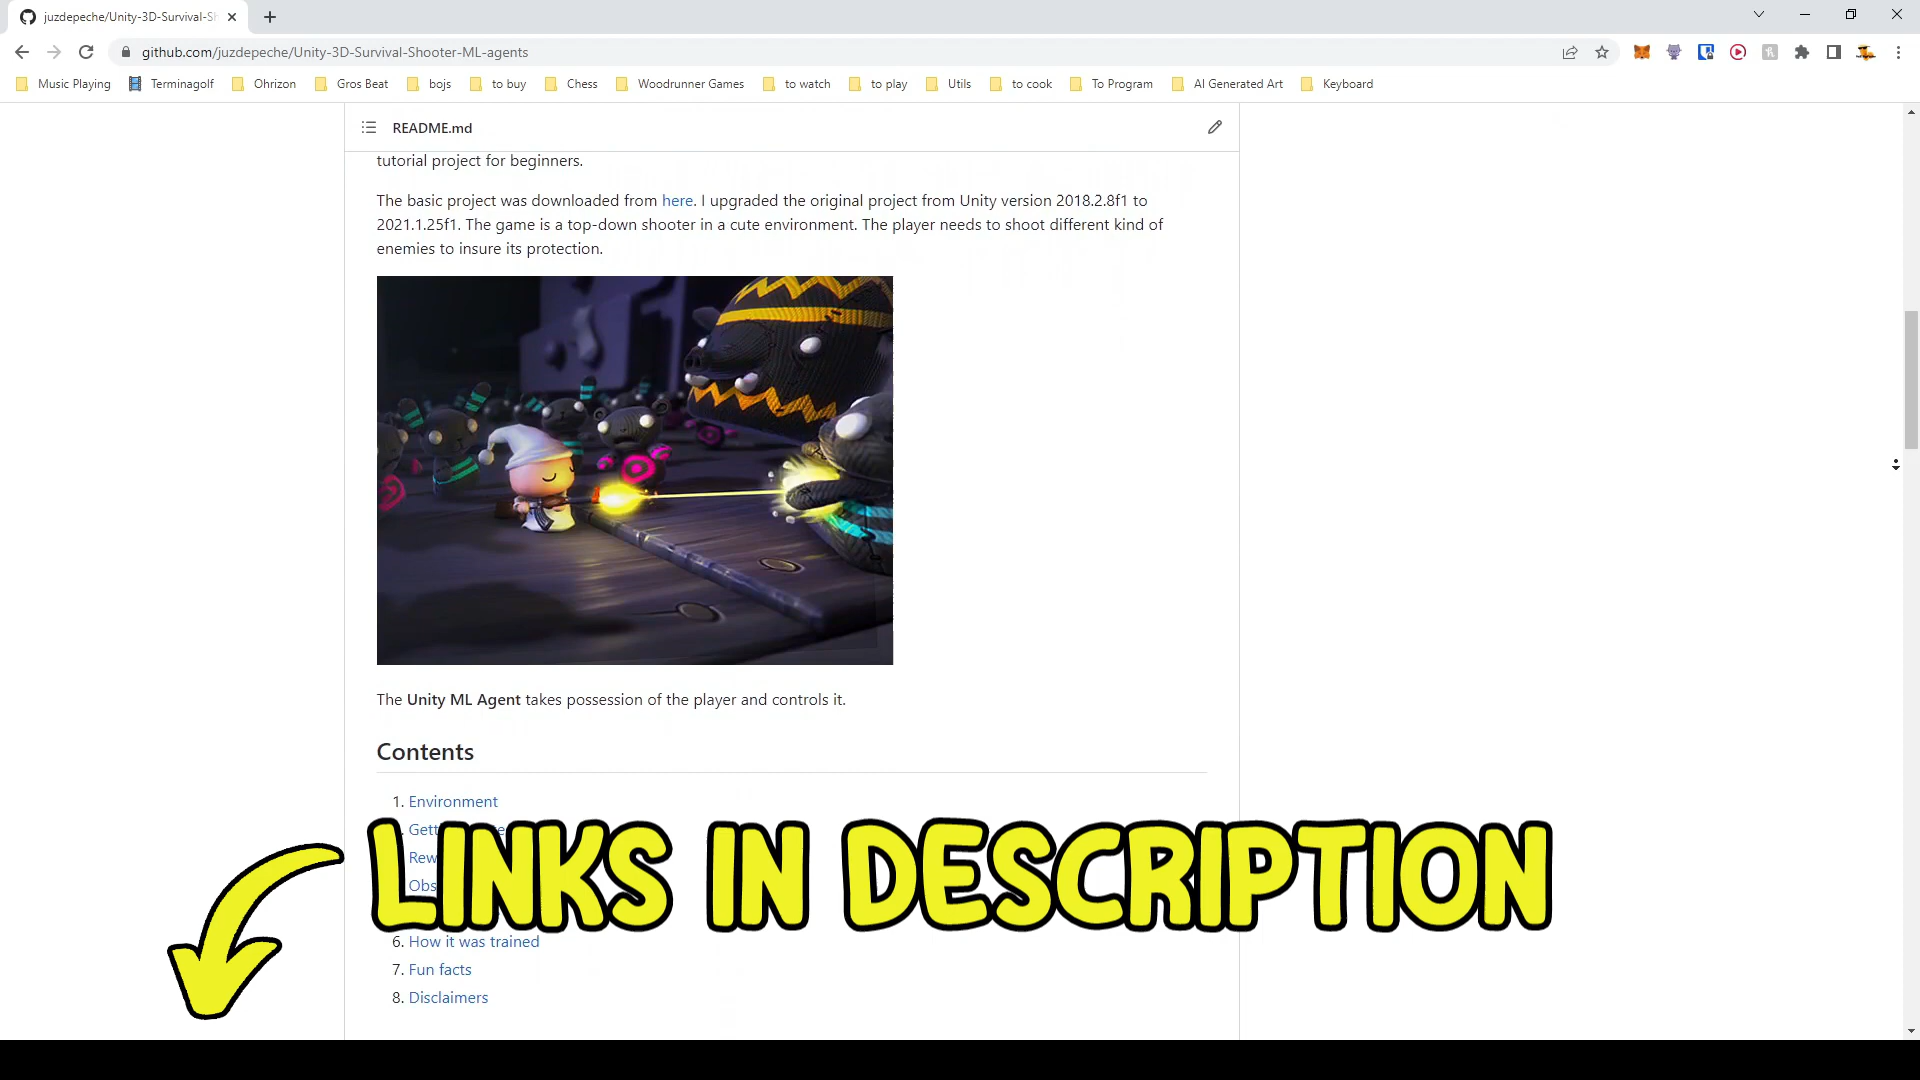 juzdepeche/Unity-3D-Survival-Sh
github.com/juzdepeche/Unity-3D-Survival-Shooter-ML-agents
Music Playing
Terminagolf
Ohrizon
Gros Beat
bojs
to buy
Chess
Woodrunner Games
to watch
to play
Utils
to cook
To Program
AI Generated Art
Keyboard
README.md
tutorial project for beginners.
The basic project was downloaded from here. I upgraded the original project from Unity version 2018.2.8f1 to
2021.1.25f1. The game is a top-down shooter in a cute environment. The player needs to shoot different kind of
enemies to insure its protection.
The Unity ML Agent takes possession of the player and controls it.
Contents
1. Environment
Gett
Rew
Obs
LINKS IN DESCRIPTION
6. How it was trained
7. Fun facts
8. Disclaimers